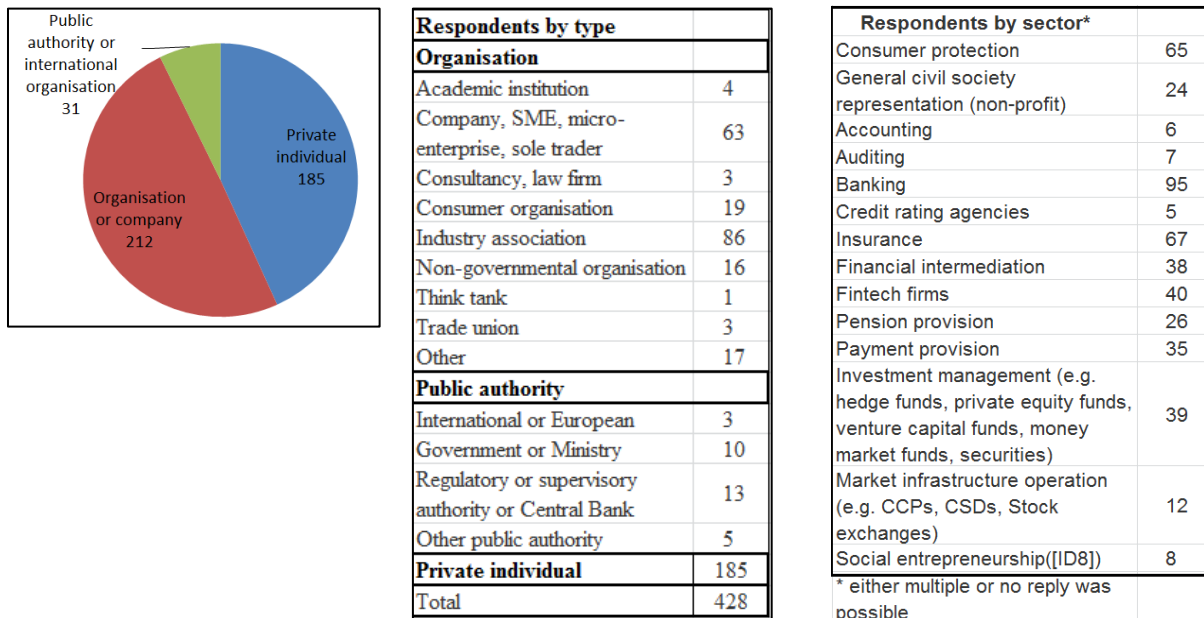 Public
authority or
international
organisation
31
Private
individual
185
Organisation
or company
212
Respondents by type
Organisation
Academic institution 4
Company, SME, micro-
enterprise, sole trader 63
Consultancy, law firm 3
Consumer organisation 19
Industry association 86
Non-governmental organisation 16
Think tank 1
Trade union 3
Other 17
Public authority
International or European 3
Government or Ministry 10
Regulatory or supervisory
authority or Central Bank 13
Other public authority 5
Private individual 185
Total 428
Respondents by sector*
Consumer protection 65
General civil society
representation (non-profit) 24
Accounting 6
Auditing 7
Banking 95
Credit rating agencies 5
Insurance 67
Financial intermediation 38
Fintech firms 40
Pension provision 26
Payment provision 35
Investment management (e.g.
hedge funds, private equity funds,
venture capital funds, money
market funds, securities) 39
Market infrastructure operation
(e.g. CCPs, CSDs, Stock
exchanges) 12
Social entrepreneurship([ID8]) 8
* either multiple or no reply was
possible